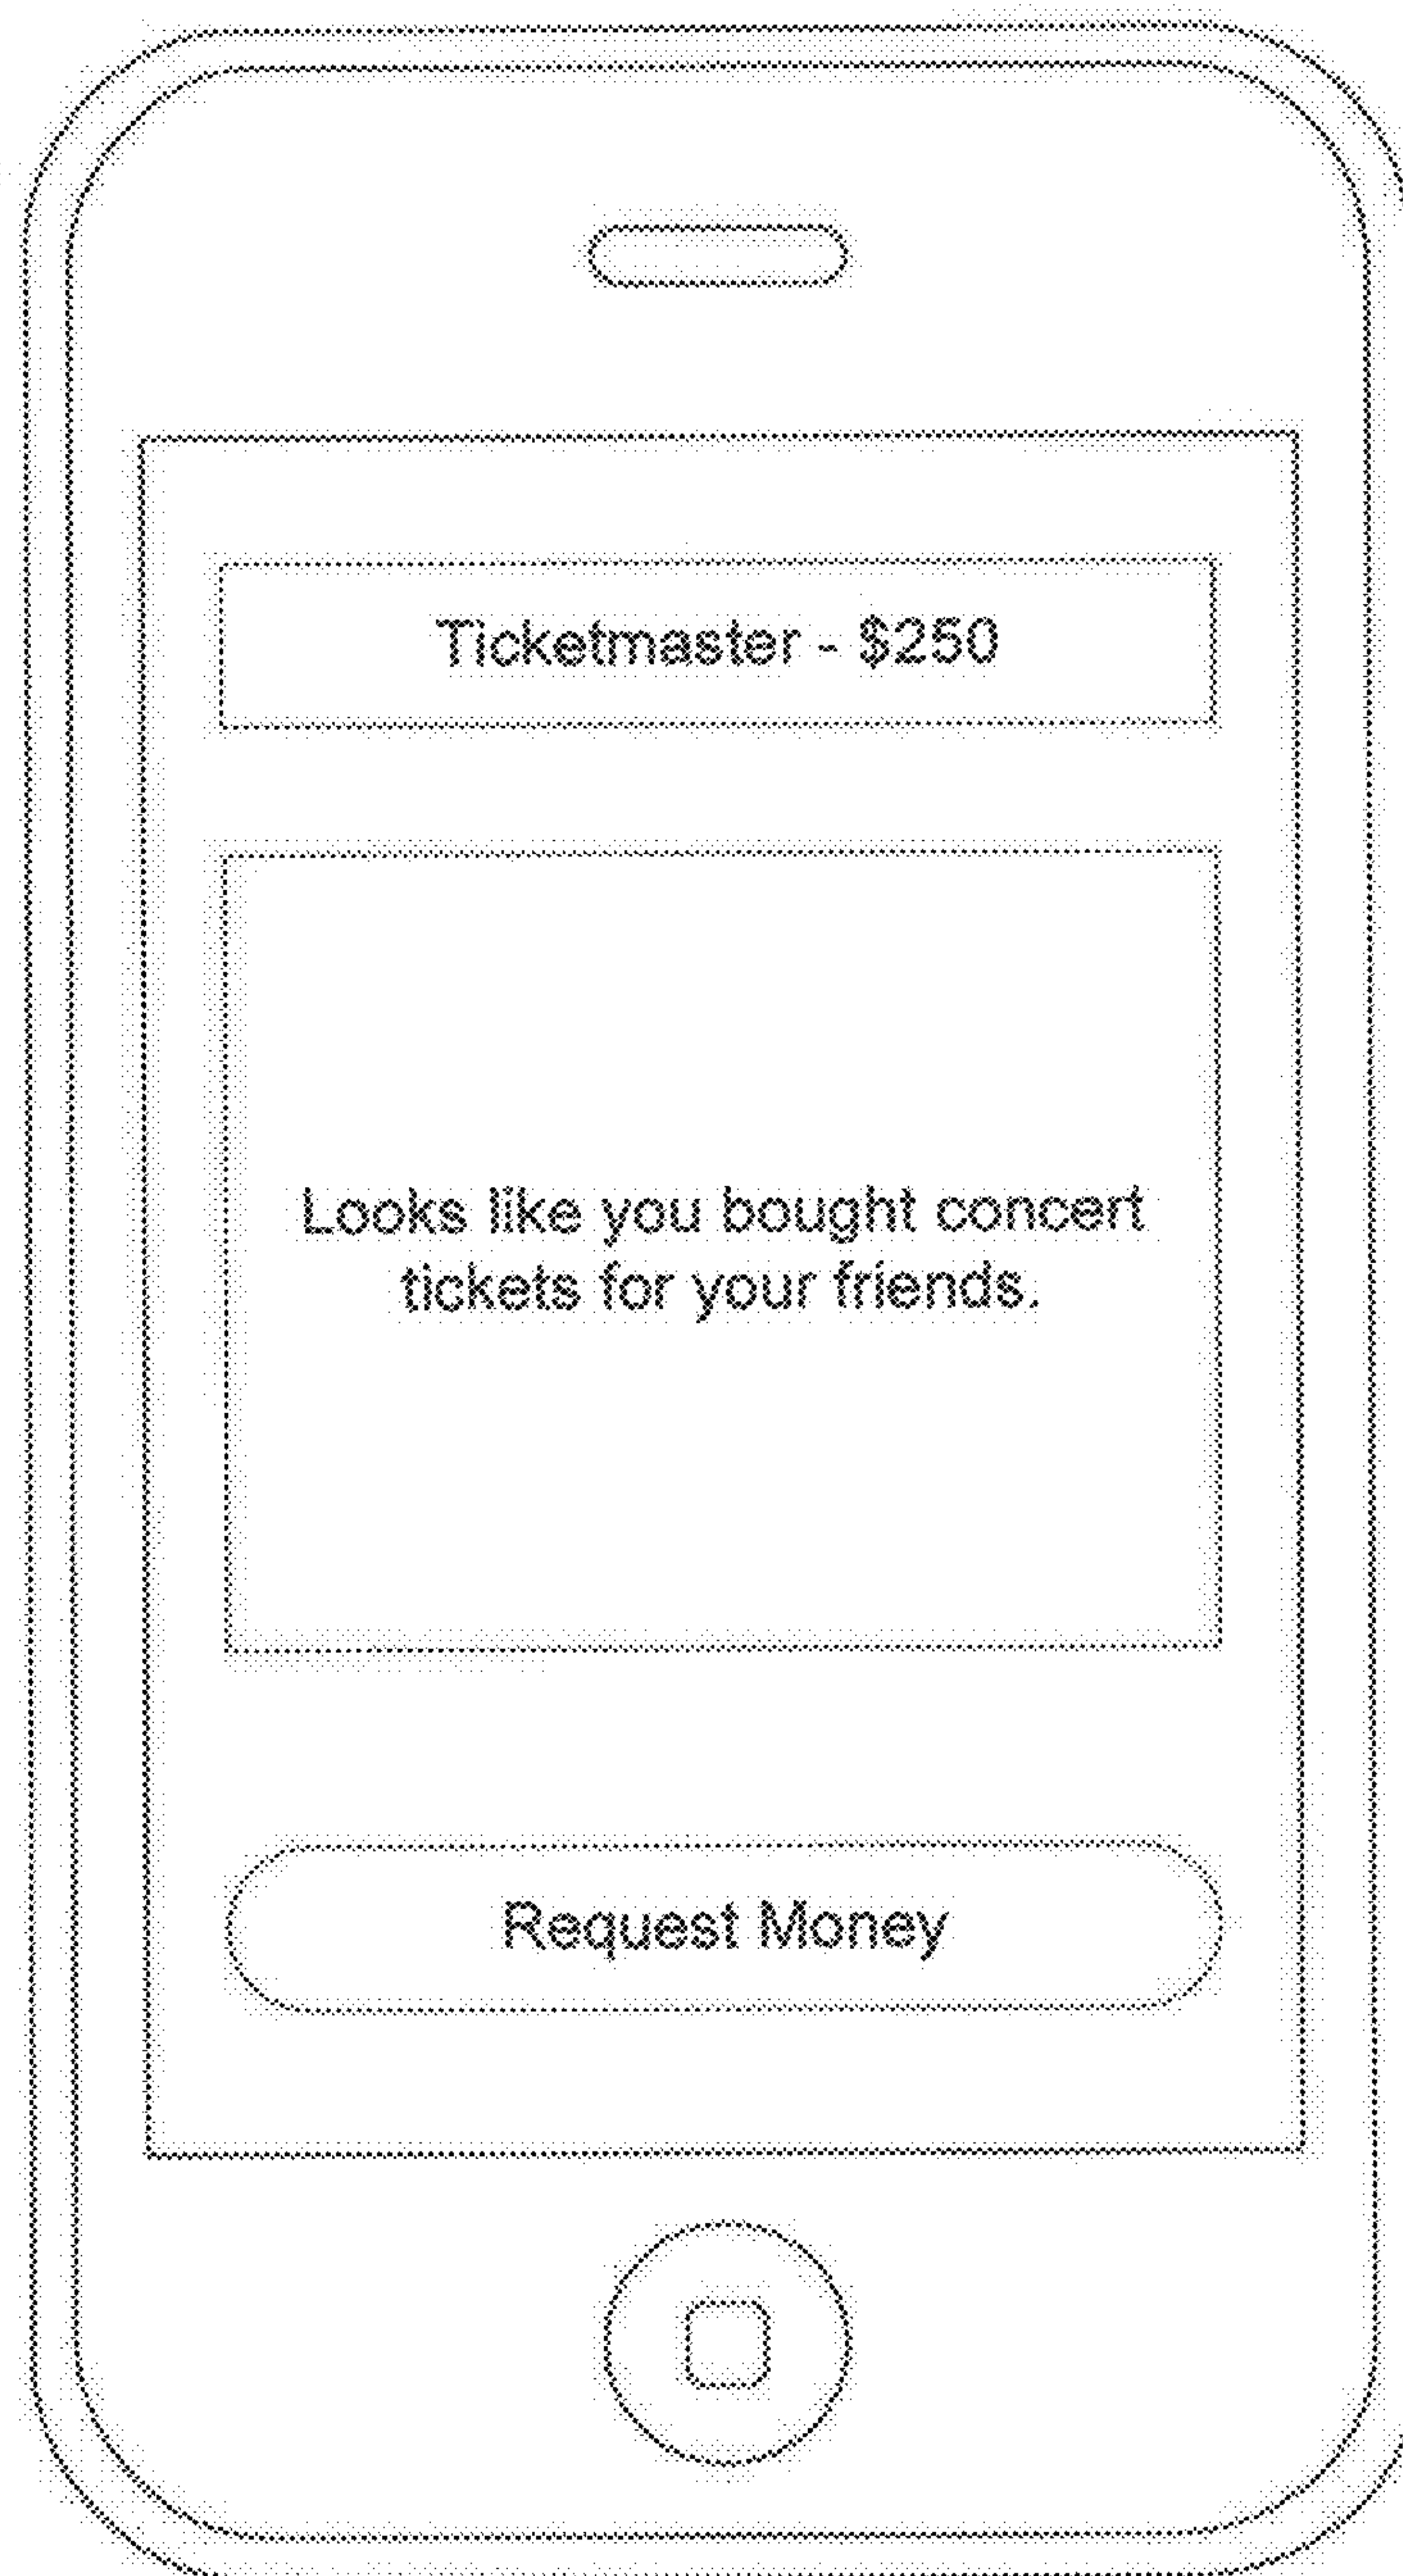 Ticketmaster - $250
Looks like you bought concert
tickets for your friends.
Request Money